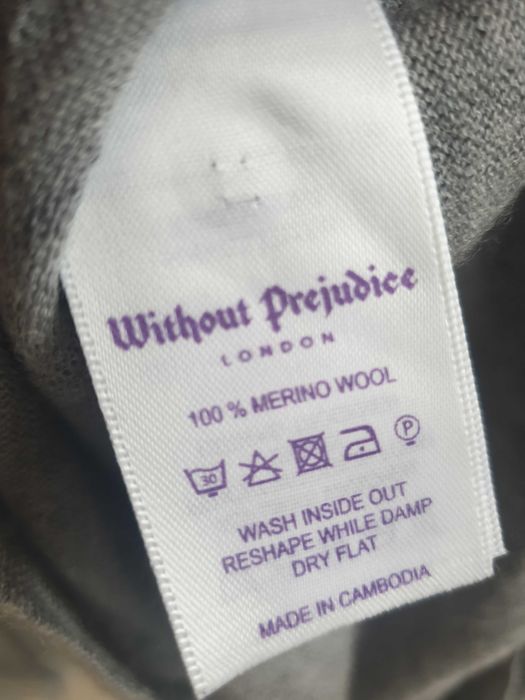 Without Prejudice
LONDON
100 % MERINO WOOL
30 P
WASH INSIDE OUT
RESHAPE WHILE DAMP
DRY FLAT
MADE IN CAMBODIA